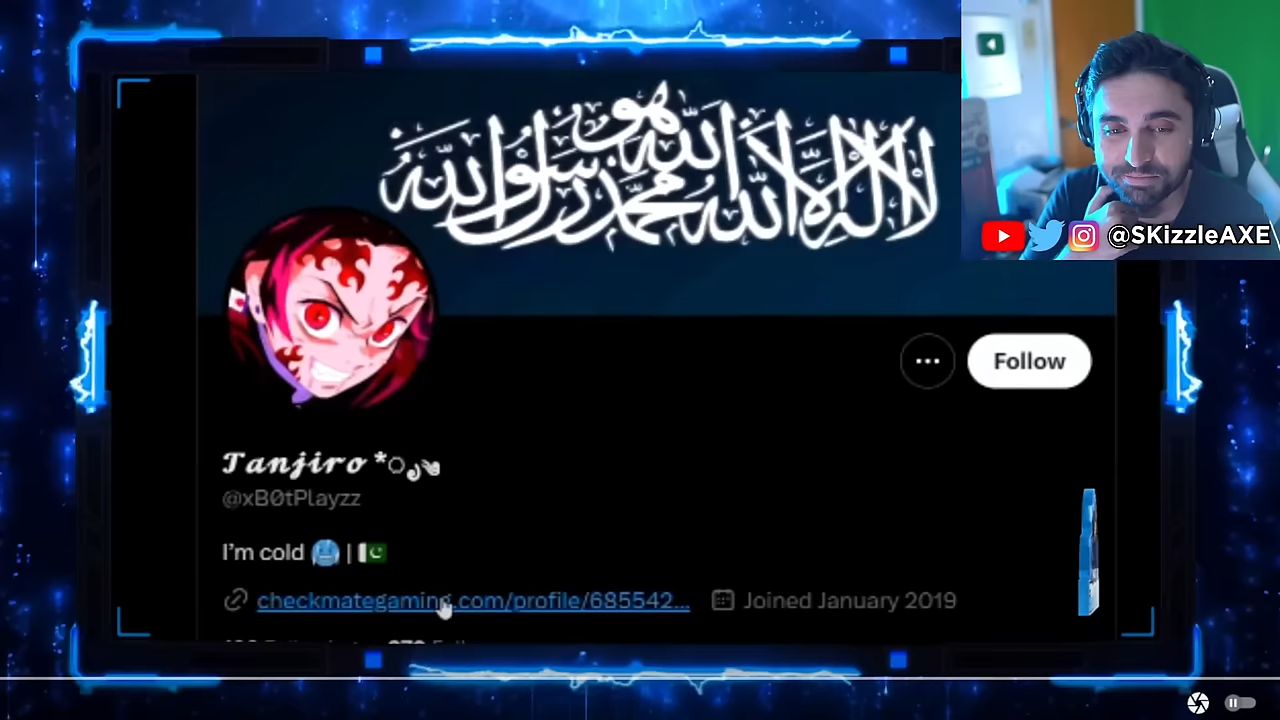 لا إله إلا الله هو محمد رسول الله
@SKizzleAXE
Follow
Tanjiro
@xB0tPlayzz
I'm cold 🥶 | 🇵🇰
checkmategaming.com/profile/685542...
Joined January 2019